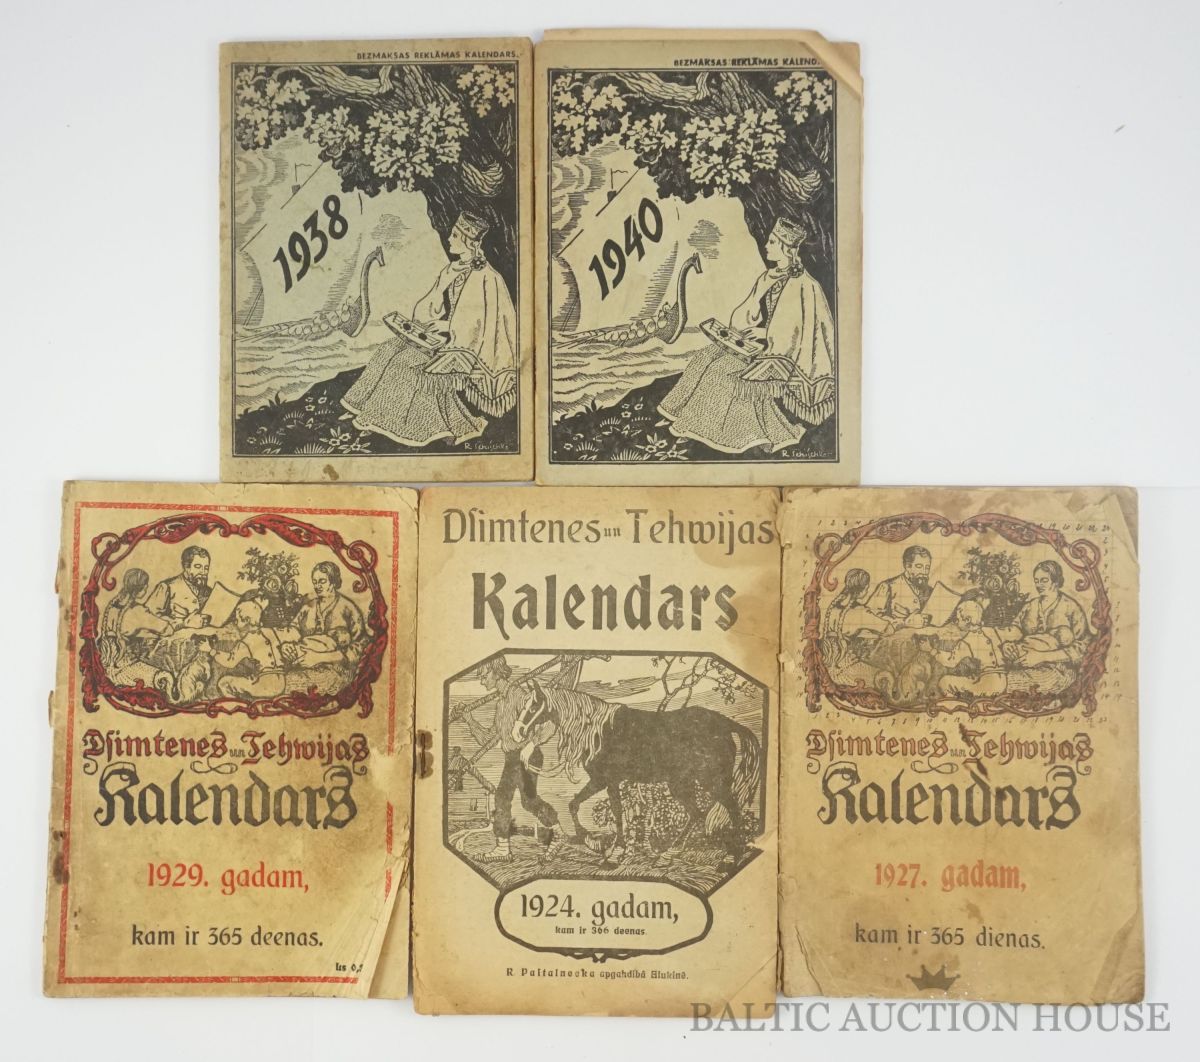 BEZMAKSAS REKLĀMAS KALENDARS.
1938
BEZMAKSAS REKLĀMAS KALEND
1940
Dſimtenes un Tehwijas
Kalendars
1929. gadam,
kam ir 365 deenas.
Dſimtenes un Tehwijas
Kalendars
1924. gadam,
kam ir 366 deenas.
apgahdibā
Dſimtenes un Tehwijas
Kalendars
1927. gadam,
kam ir 365 dienas.
BALTIC AUCTION HOUSE